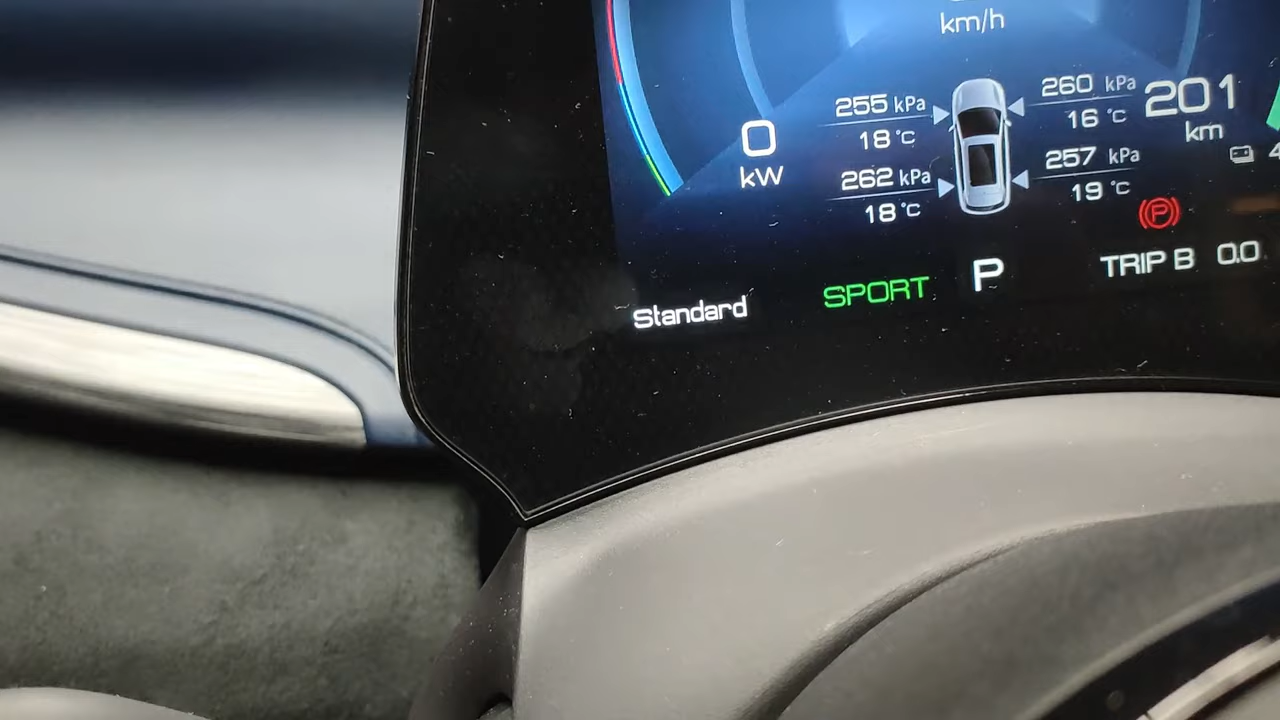 km/h
255 kPa
18 °C
260 kPa
16 °C
201
km
0
kW
262 kPa
18 °C
257 kPa
19 °C
P
TRIP B 0.0
Standard
SPORT
P